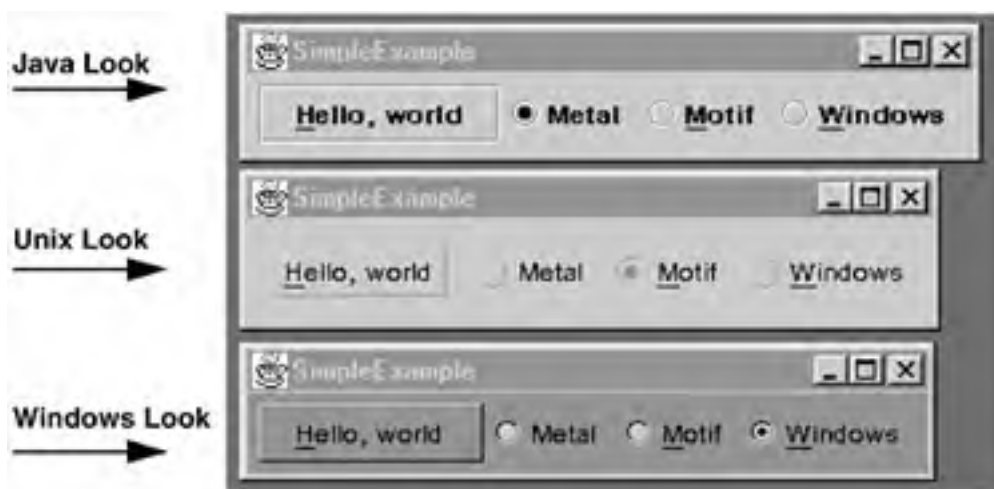 Java Look
SimpleExample
Hello, world Metal Motif Windows
Unix Look
SimpleExample
Hello, world Metal Motif Windows
Windows Look
SimpleExample
Hello, world Metal Motif Windows